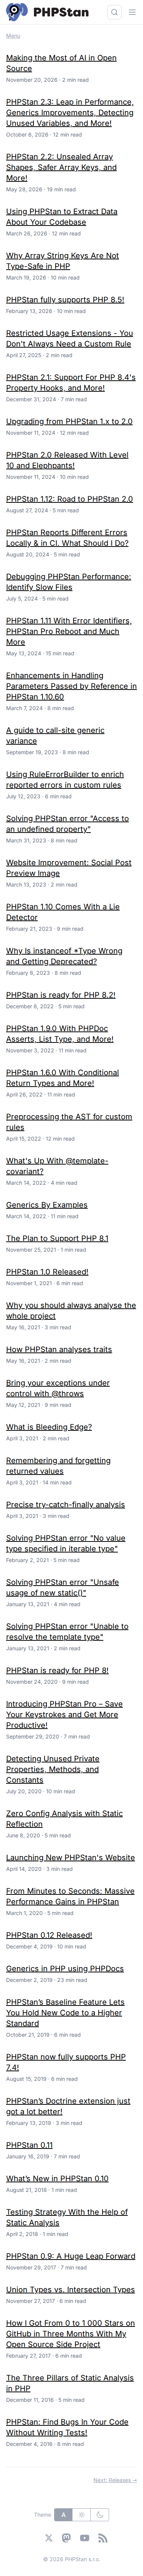 PHPStan
Menu
Making the Most of AI in Open
Source
November 20, 2026 · 2 min read
PHPStan 2.3: Leap in Performance,
Generics Improvements, Detecting
Unused Variables, and More!
October 6, 2026 · 12 min read
PHPStan 2.2: Unsealed Array
Shapes, Safer Array Keys, and
More!
May 28, 2026 · 19 min read
Using PHPStan to Extract Data
About Your Codebase
March 26, 2026 · 12 min read
Why Array String Keys Are Not
Type-Safe in PHP
March 19, 2026 · 10 min read
PHPStan fully supports PHP 8.5!
February 13, 2026 · 10 min read
Restricted Usage Extensions - You
Don't Always Need a Custom Rule
April 27, 2025 · 2 min read
PHPStan 2.1: Support For PHP 8.4's
Property Hooks, and More!
December 31, 2024 · 7 min read
Upgrading from PHPStan 1.x to 2.0
November 11, 2024 · 12 min read
PHPStan 2.0 Released With Level
10 and Elephpants!
November 11, 2024 · 10 min read
PHPStan 1.12: Road to PHPStan 2.0
August 27, 2024 · 5 min read
PHPStan Reports Different Errors
Locally & in CI. What Should I Do?
August 20, 2024 · 5 min read
Debugging PHPStan Performance:
Identify Slow Files
July 5, 2024 · 5 min read
PHPStan 1.11 With Error Identifiers,
PHPStan Pro Reboot and Much
More
May 13, 2024 · 15 min read
Enhancements in Handling
Parameters Passed by Reference in
PHPStan 1.10.60
March 7, 2024 · 8 min read
A guide to call-site generic
variance
September 19, 2023 · 8 min read
Using RuleErrorBuilder to enrich
reported errors in custom rules
July 12, 2023 · 6 min read
Solving PHPStan error "Access to
an undefined property"
March 31, 2023 · 8 min read
Website Improvement: Social Post
Preview Image
March 13, 2023 · 2 min read
PHPStan 1.10 Comes With a Lie
Detector
February 21, 2023 · 9 min read
Why Is instanceof *Type Wrong
and Getting Deprecated?
February 8, 2023 · 8 min read
PHPStan is ready for PHP 8.2!
December 8, 2022 · 5 min read
PHPStan 1.9.0 With PHPDoc
Asserts, List Type, and More!
November 3, 2022 · 11 min read
PHPStan 1.6.0 With Conditional
Return Types and More!
April 26, 2022 · 11 min read
Preprocessing the AST for custom
rules
April 15, 2022 · 12 min read
What's Up With @template-
covariant?
March 14, 2022 · 4 min read
Generics By Examples
March 14, 2022 · 11 min read
The Plan to Support PHP 8.1
November 25, 2021 · 1 min read
PHPStan 1.0 Released!
November 1, 2021 · 6 min read
Why you should always analyse the
whole project
May 16, 2021 · 3 min read
How PHPStan analyses traits
May 16, 2021 · 2 min read
Bring your exceptions under
control with @throws
May 12, 2021 · 9 min read
What is Bleeding Edge?
April 3, 2021 · 2 min read
Remembering and forgetting
returned values
April 3, 2021 · 14 min read
Precise try-catch-finally analysis
April 3, 2021 · 3 min read
Solving PHPStan error "No value
type specified in iterable type"
February 2, 2021 · 5 min read
Solving PHPStan error "Unsafe
usage of new static()"
January 13, 2021 · 4 min read
Solving PHPStan error "Unable to
resolve the template type"
January 13, 2021 · 2 min read
PHPStan is ready for PHP 8!
November 24, 2020 · 9 min read
Introducing PHPStan Pro – Save
Your Keystrokes and Get More
Productive!
September 29, 2020 · 7 min read
Detecting Unused Private
Properties, Methods, and
Constants
July 20, 2020 · 10 min read
Zero Config Analysis with Static
Reflection
June 8, 2020 · 5 min read
Launching New PHPStan's Website
April 14, 2020 · 3 min read
From Minutes to Seconds: Massive
Performance Gains in PHPStan
March 1, 2020 · 5 min read
PHPStan 0.12 Released!
December 4, 2019 · 10 min read
Generics in PHP using PHPDocs
December 2, 2019 · 23 min read
PHPStan's Baseline Feature Lets
You Hold New Code to a Higher
Standard
October 21, 2019 · 6 min read
PHPStan now fully supports PHP
7.4!
August 15, 2019 · 6 min read
PHPStan's Doctrine extension just
got a lot better!
February 13, 2019 · 3 min read
PHPStan 0.11
January 16, 2019 · 7 min read
What's New in PHPStan 0.10
August 21, 2018 · 1 min read
Testing Strategy With the Help of
Static Analysis
April 2, 2018 · 1 min read
PHPStan 0.9: A Huge Leap Forward
November 29, 2017 · 7 min read
Union Types vs. Intersection Types
November 27, 2017 · 6 min read
How I Got From 0 to 1 000 Stars on
GitHub in Three Months With My
Open Source Side Project
February 27, 2017 · 6 min read
The Three Pillars of Static Analysis
in PHP
December 11, 2016 · 5 min read
PHPStan: Find Bugs In Your Code
Without Writing Tests!
December 4, 2016 · 8 min read
Next: Releases →
Theme A
© 2026 PHPStan s.r.o.